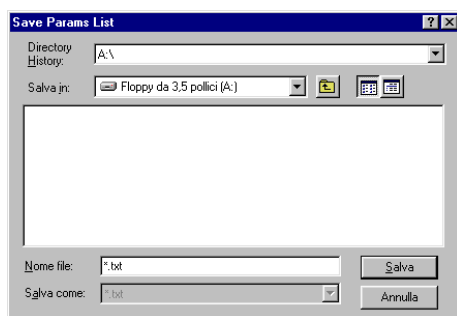 Save Params List
Directory
History:
A:\
Salva in:
Floppy da 3,5 pollici (A:)
Nome file:
*.txt
Salva
Salva come:
*.txt
Annulla